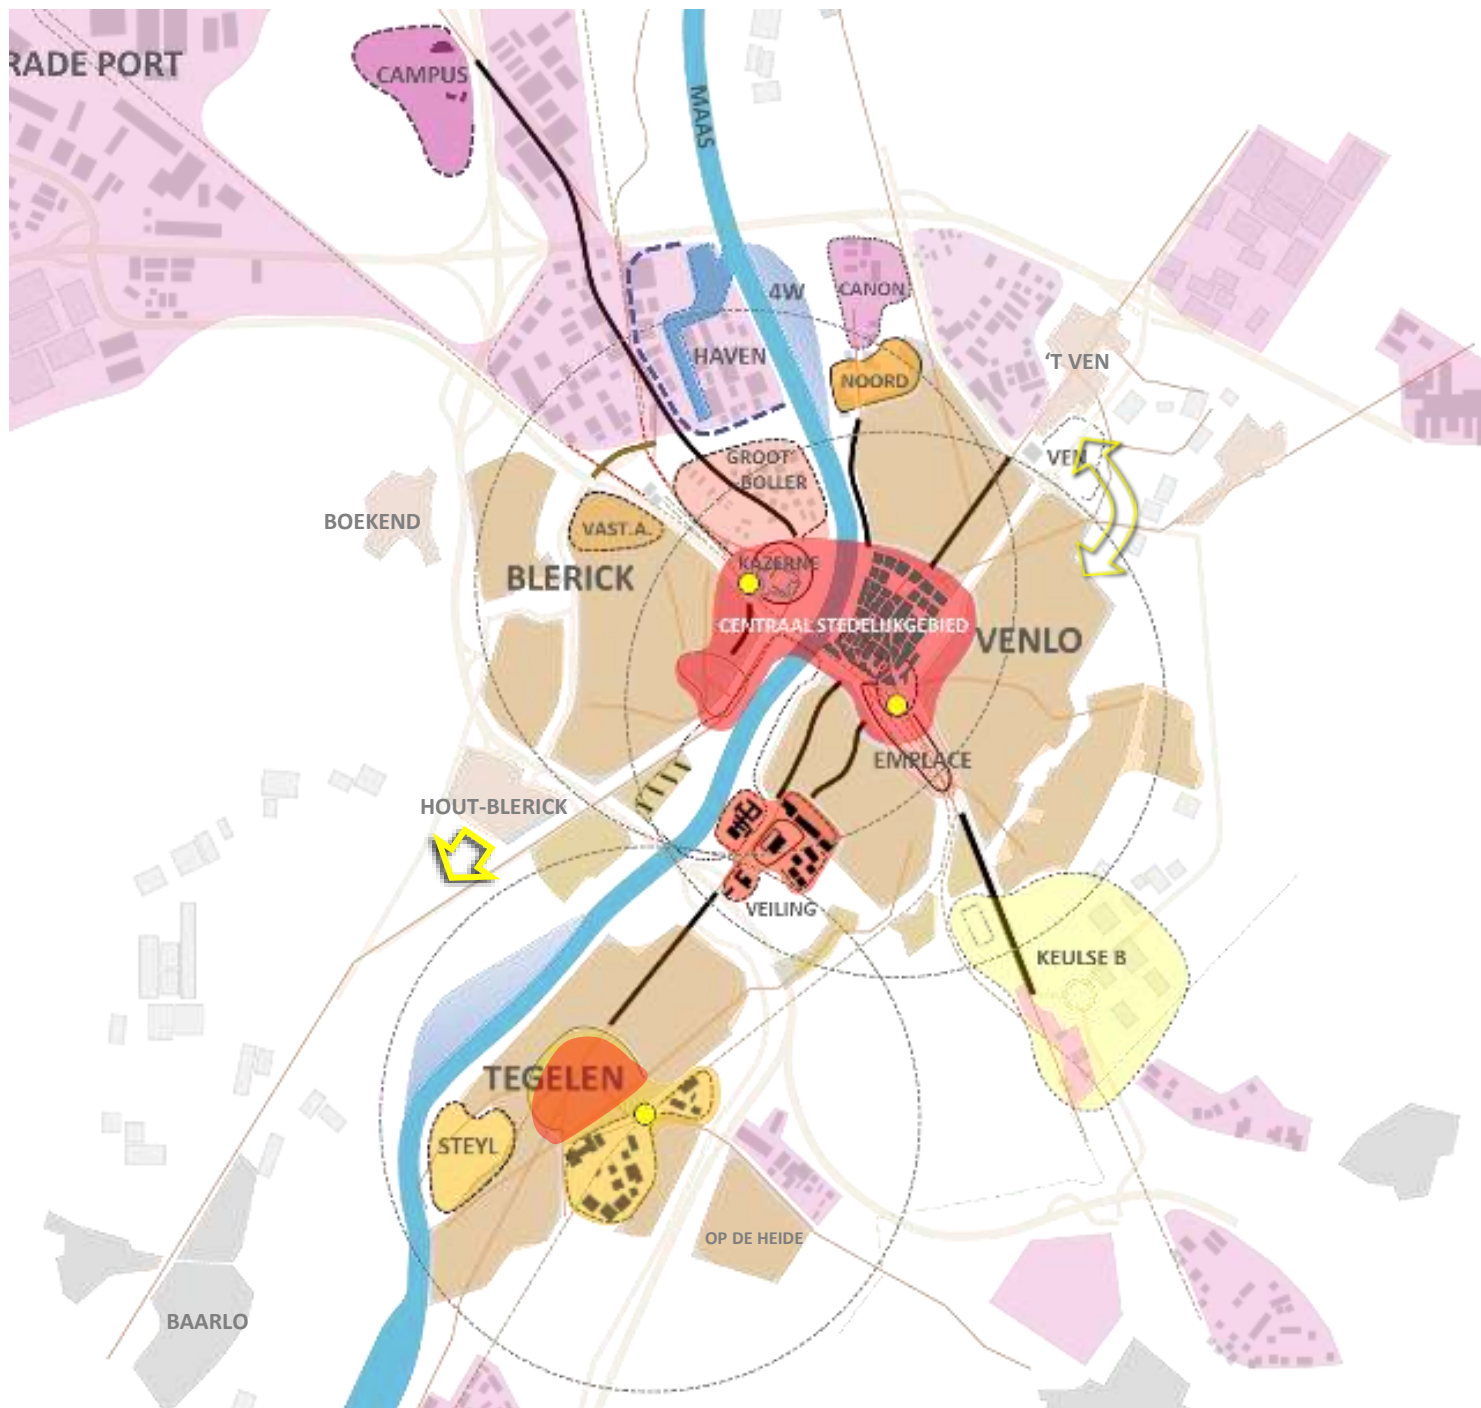 RADE PORT
CAMPUS
MAAS
4W
CANON
HAVEN
NOORD
'T VEN
VEN
GROOT
BOLLER
BOEKEND
VAST.A.
BLERICK
KAZERNE
CENTRAAL STEDELIJKGEBIED
VENLO
EMPLACE
HOUT-BLERICK
VEILING
KEULSE B
TEGELEN
STEYL
OP DE HEIDE
BAARLO